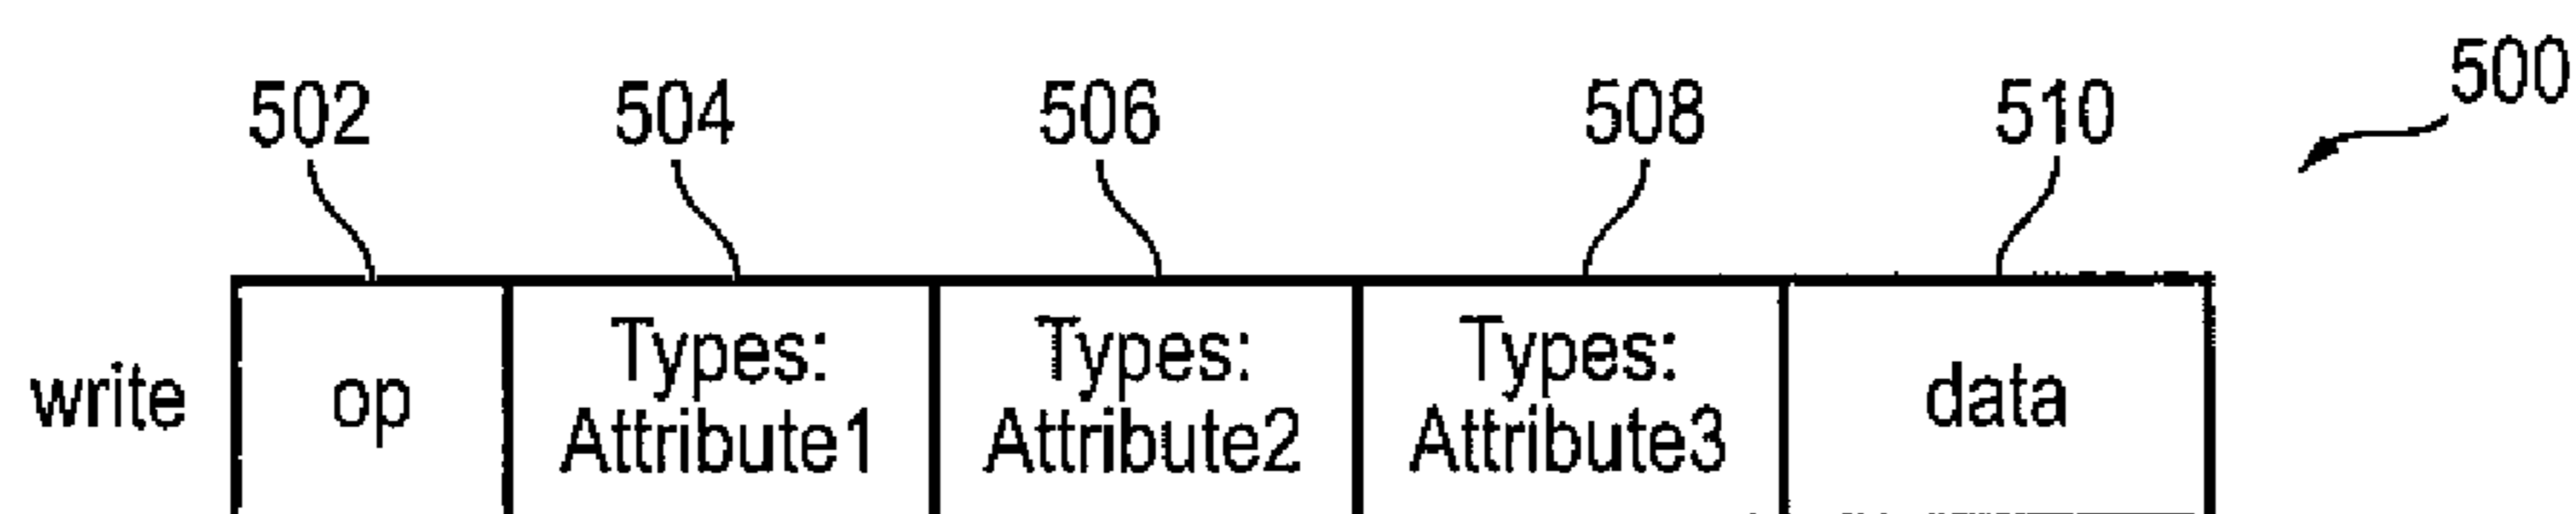 500
502 504 506 508 510
write op Types: Attribute1 Types: Attribute2 Types: Attribute3 data